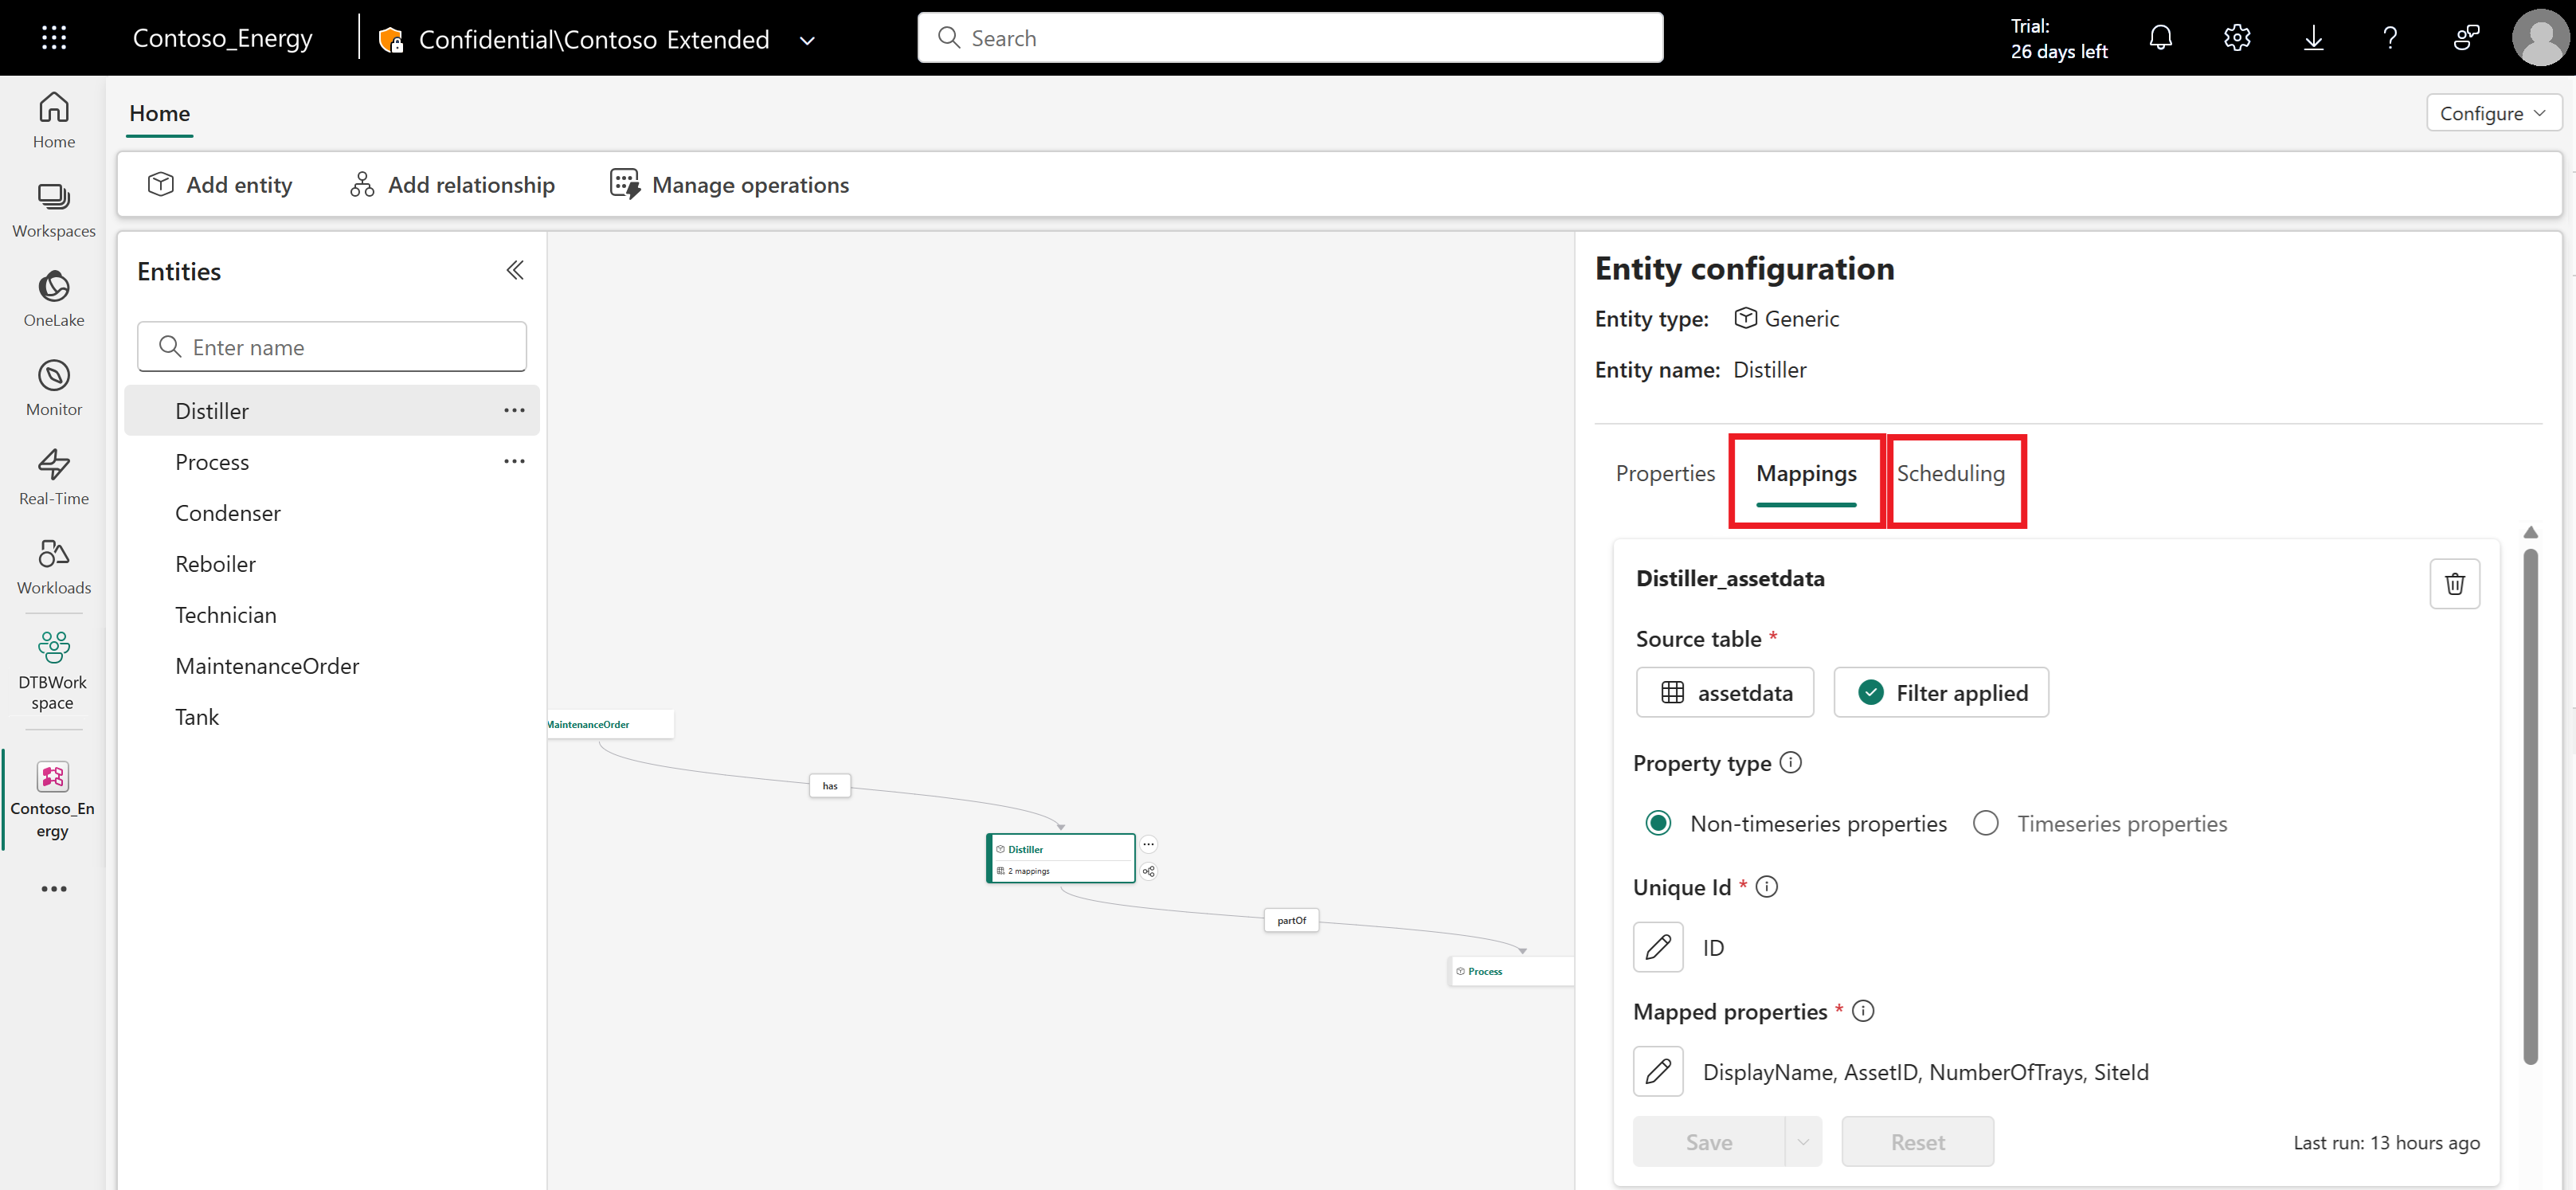 Contoso_Energy
Confidential\Contoso Extended
Search
Trial:
26 days left
Home
Workspaces
OneLake
Monitor
Real-Time
Workloads
DTBWork
space
Contoso_En
ergy
Home
Configure
Add entity
Add relationship
Manage operations
Entities
Enter name
Distiller
Process
Condenser
Reboiler
Technician
MaintenanceOrder
Tank
MaintenanceOrder
has
Distiller
2 mappings
partOf
Process
Entity configuration
Entity type: Generic
Entity name: Distiller
Properties
Mappings
Scheduling
Distiller_assetdata
Source table *
assetdata
Filter applied
Property type
Non-timeseries properties
Timeseries properties
Unique Id *
ID
Mapped properties *
DisplayName, AssetID, NumberOfTrays, SiteId
Save
Reset
Last run: 13 hours ago